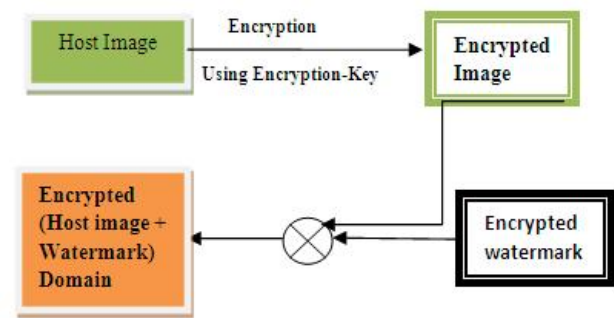 Host Image
Encryption
Using Encryption-Key
Encrypted
Image
Encrypted
(Host image +
Watermark)
Domain
Encrypted
watermark